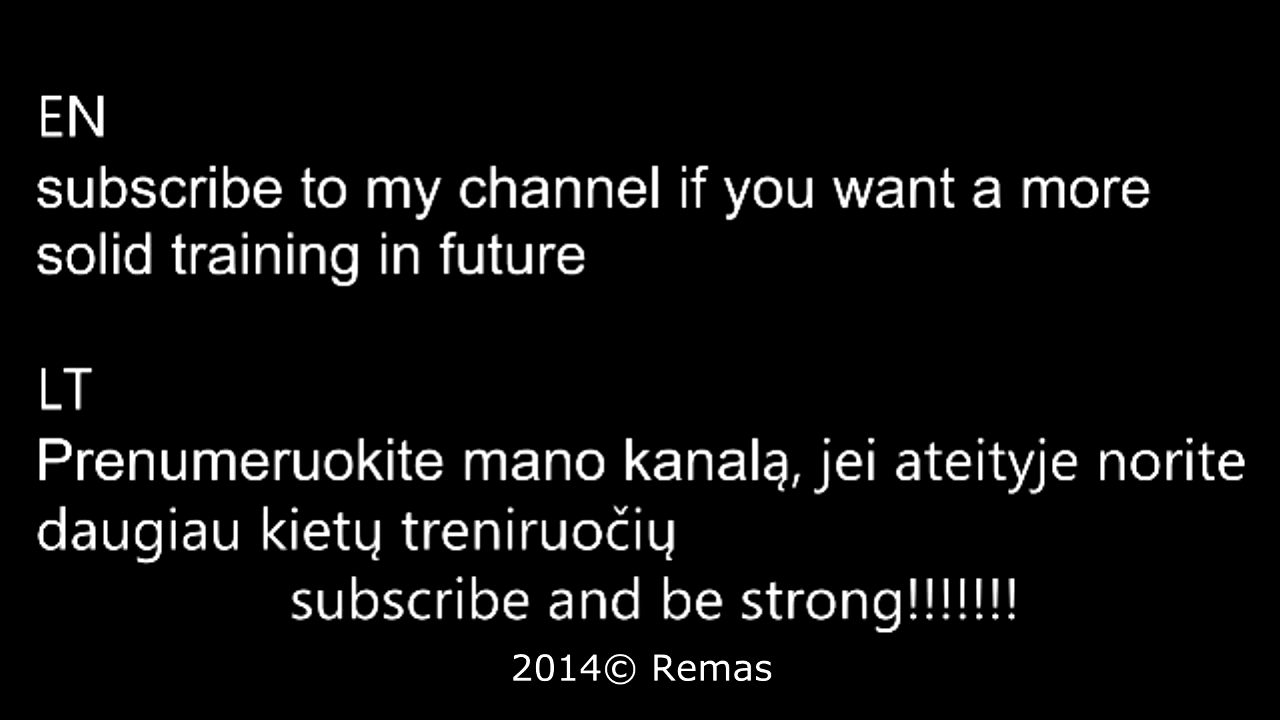 EN
subscribe to my channel if you want a more
solid training in future
LT
Prenumeruokite mano kanalą, jei ateityje norite
daugiau kietų treniruočių
subscribe and be strong!!!!!!!
2014© Remas